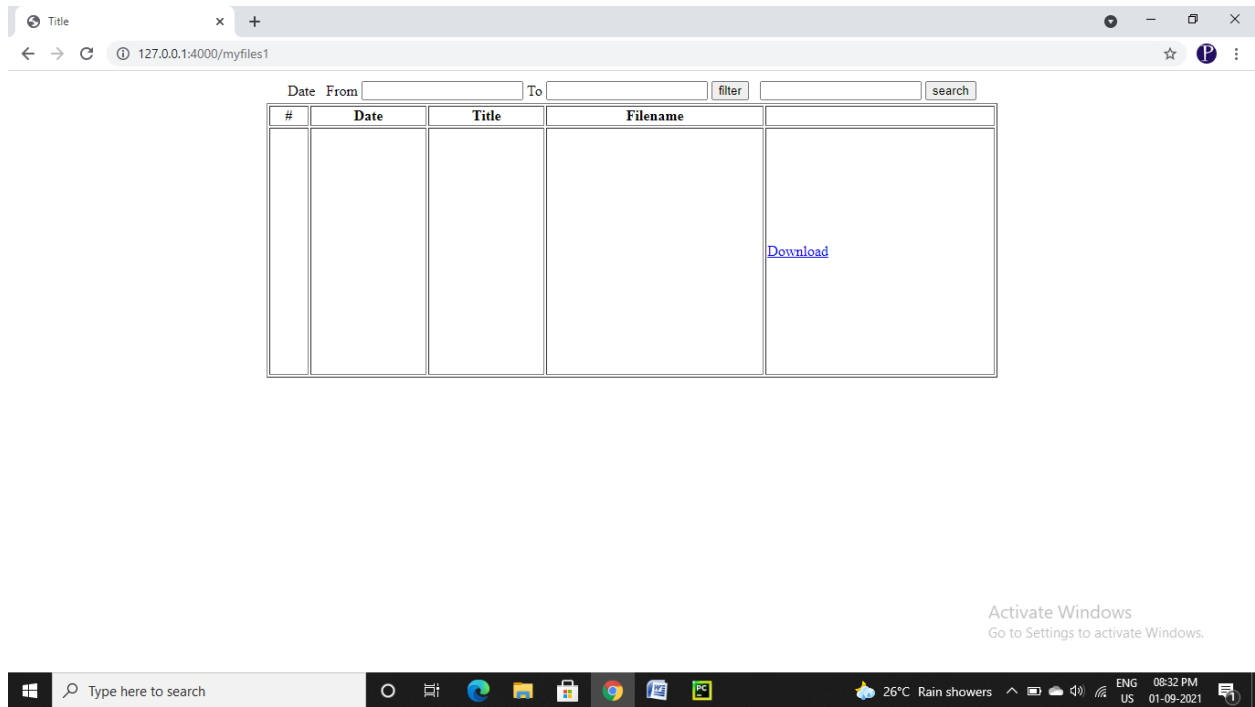 Title
127.0.0.1:4000/myfiles1
P
Date From To filter search
# Date Title Filename
Download
Activate Windows
Go to Settings to activate Windows.
Type here to search
PC
26°C Rain showers
ENG
US
08:32 PM
01-09-2021
1